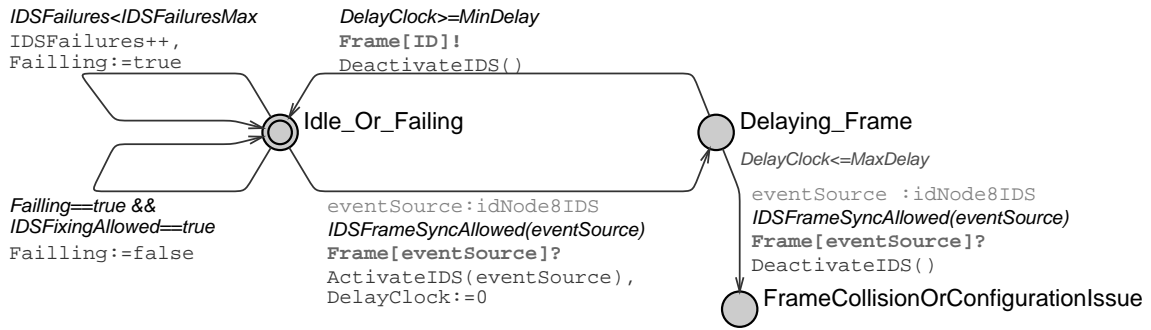 IDSFailures<IDSFailuresMax
IDSFailures++,
Failling:=true
DelayClock>=MinDelay
Frame[ID]!
DeactivateIDS()
Idle_Or_Failing
Delaying_Frame
DelayClock<=MaxDelay
Failling==true &&
IDSFixingAllowed==true
Failling:=false
eventSource:idNode8IDS
IDSFrameSyncAllowed(eventSource)
Frame[eventSource]?
ActivateIDS(eventSource),
DelayClock:=0
eventSource :idNode8IDS
IDSFrameSyncAllowed(eventSource)
Frame[eventSource]?
DeactivateIDS()
FrameCollisionOrConfigurationIssue